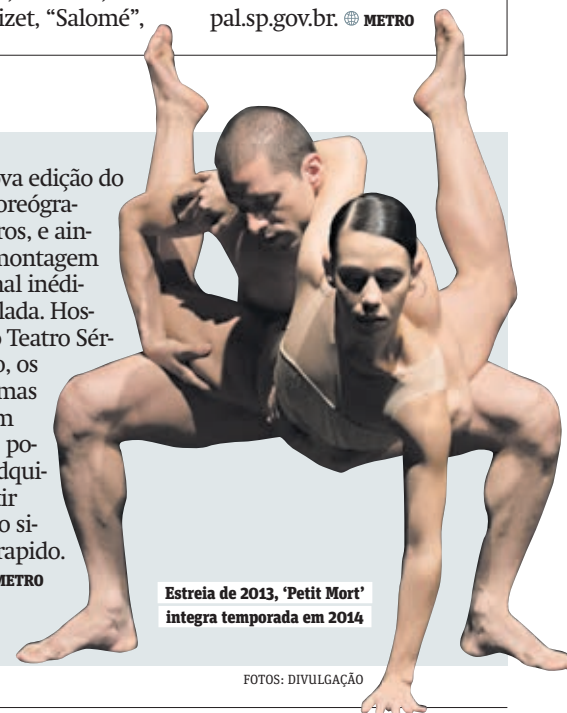 izet, “Salomé”,
pal.sp.gov.br. METRO
va edição do
oreógra-
ros, e ain-
montagem
nal inédi-
lada. Hos-
o Teatro Sér-
o, os
mas
m
po-
dqui-
tir
o si-
rapido.
METRO
Estreia de 2013, ‘Petit Mort’
integra temporada em 2014
FOTOS: DIVULGAÇÃO